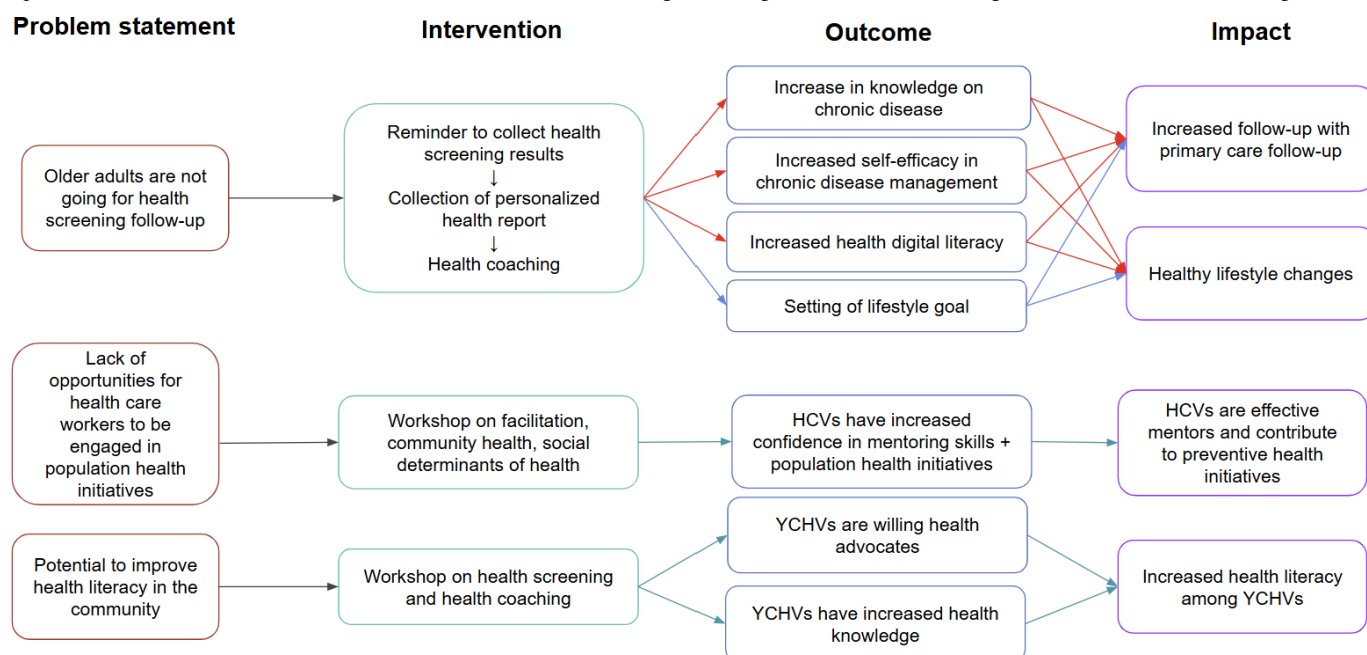 Problem statement
Intervention
Outcome
Impact
Older adults are not
going for health
screening follow-up
Reminder to collect health
screening results
↓
Collection of personalized
health report
↓
Health coaching
Increase in knowledge on
chronic disease
Increased self-efficacy in
chronic disease management
Increased health digital literacy
Setting of lifestyle goal
Increased follow-up with
primary care follow-up
Healthy lifestyle changes
Lack of
opportunities for
health care
workers to be
engaged in
population health
initiatives
Workshop on facilitation,
community health, social
determinants of health
HCVs have increased
confidence in mentoring skills +
population health initiatives
HCVs are effective
mentors and contribute
to preventive health
initiatives
Potential to improve
health literacy in the
community
Workshop on health screening
and health coaching
YCHVs are willing health
advocates
YCHVs have increased health
knowledge
Increased health literacy
among YCHVs